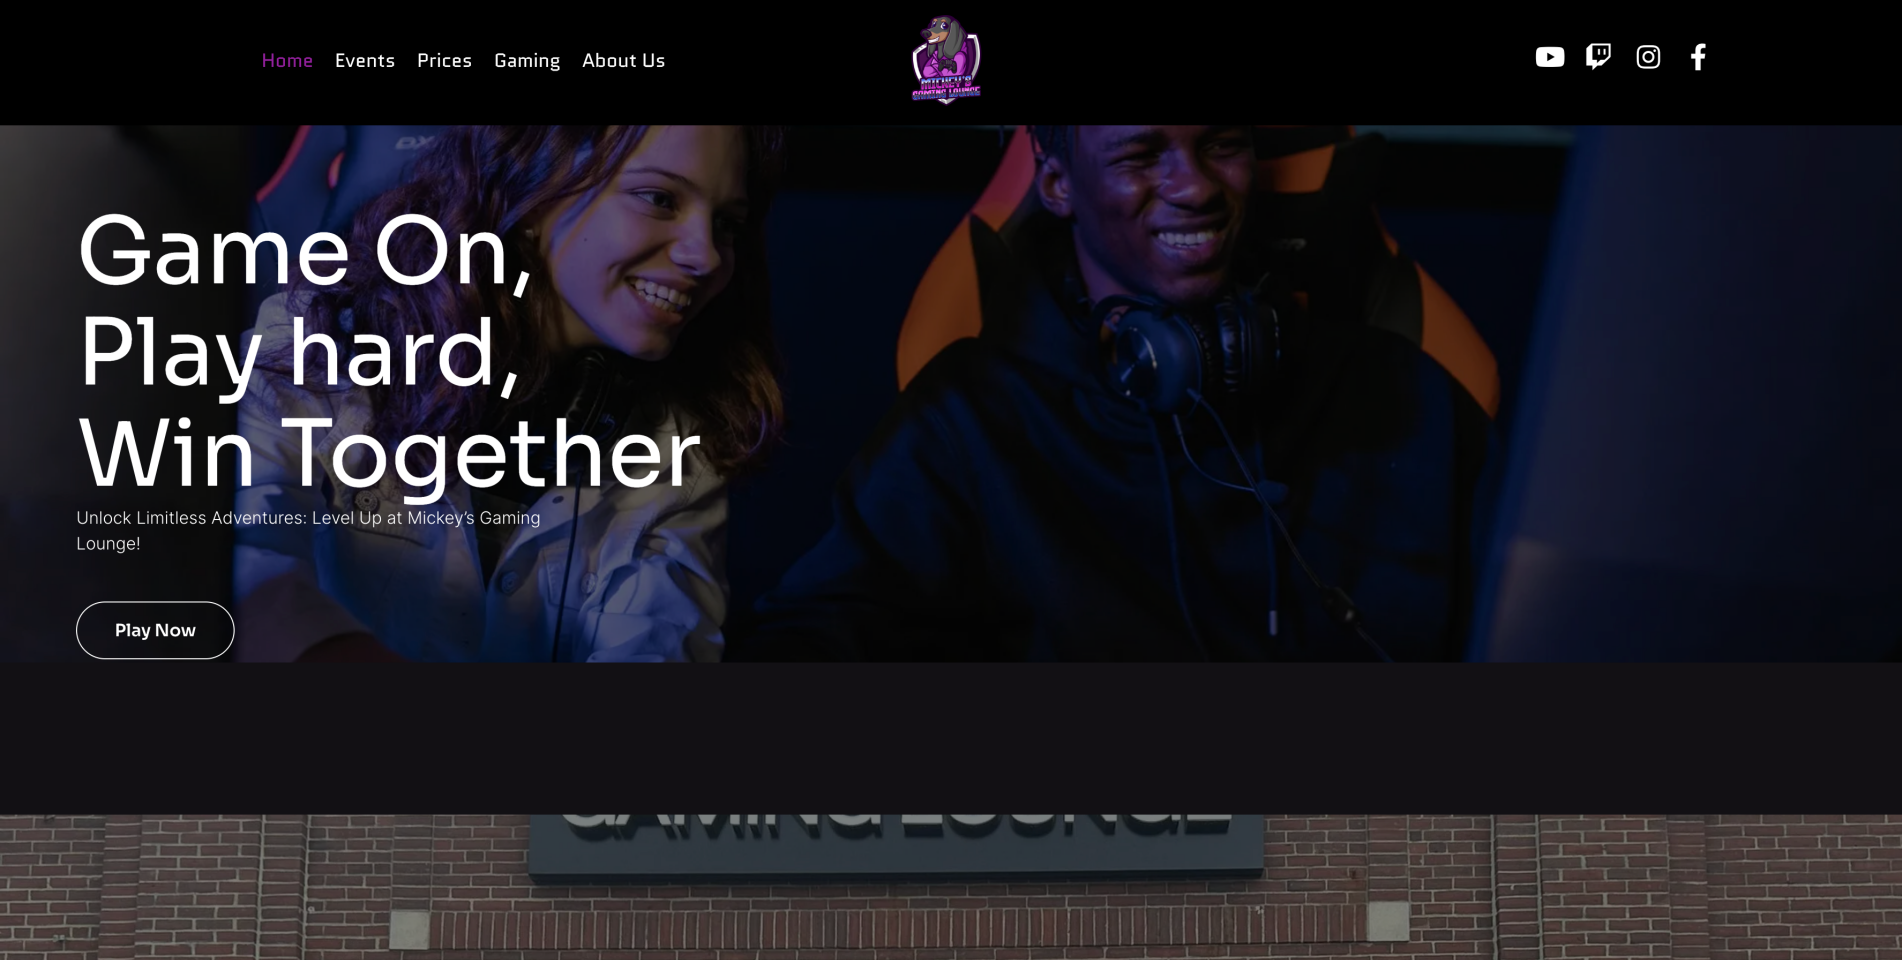 Home Events Prices Gaming About Us
MICKEY'S
GAMING LOUNGE
DX
Game On,
Play hard,
Win Together
Unlock Limitless Adventures: Level Up at Mickey’s Gaming
Lounge!
Play Now
GAMING LOUNGE